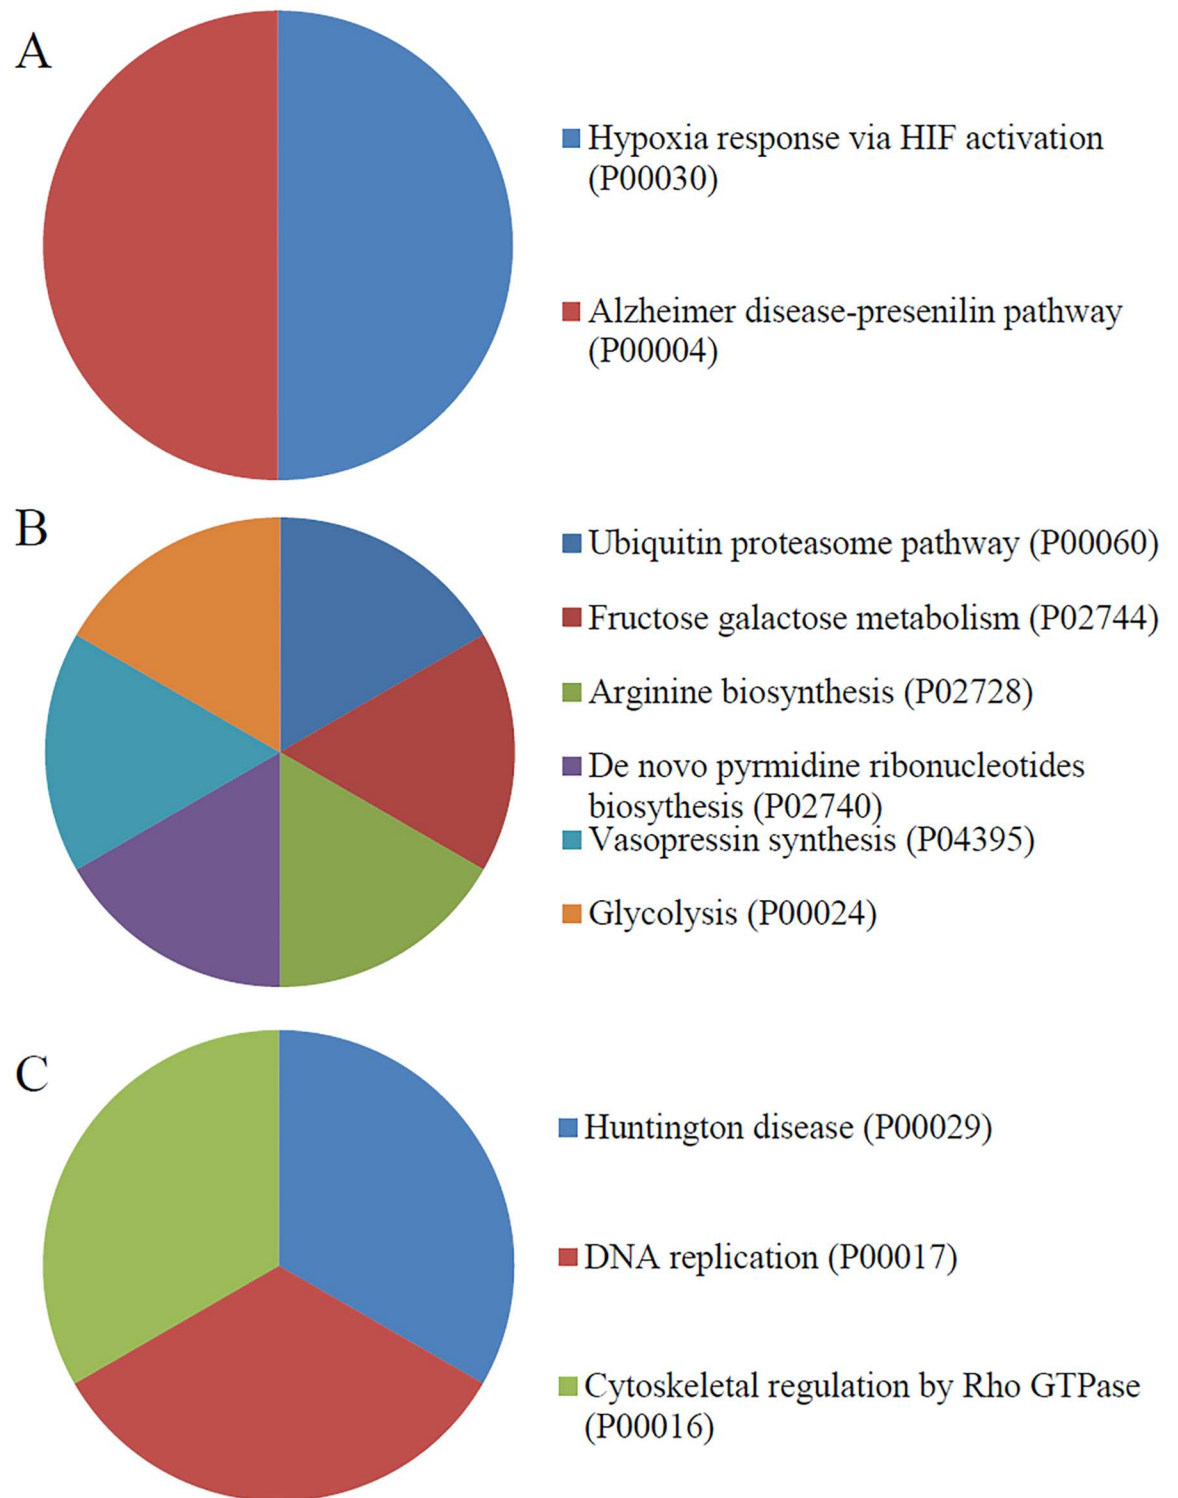 A
Hypoxia response via HIF activation
(P00030)
Alzheimer disease-presenilin pathway
(P00004)
B
Ubiquitin proteasome pathway (P00060)
Fructose galactose metabolism (P02744)
Arginine biosynthesis (P02728)
De novo pyrmidine ribonucleotides
biosythesis (P02740)
Vasopressin synthesis (P04395)
Glycolysis (P00024)
C
Huntington disease (P00029)
DNA replication (P00017)
Cytoskeletal regulation by Rho GTPase
(P00016)